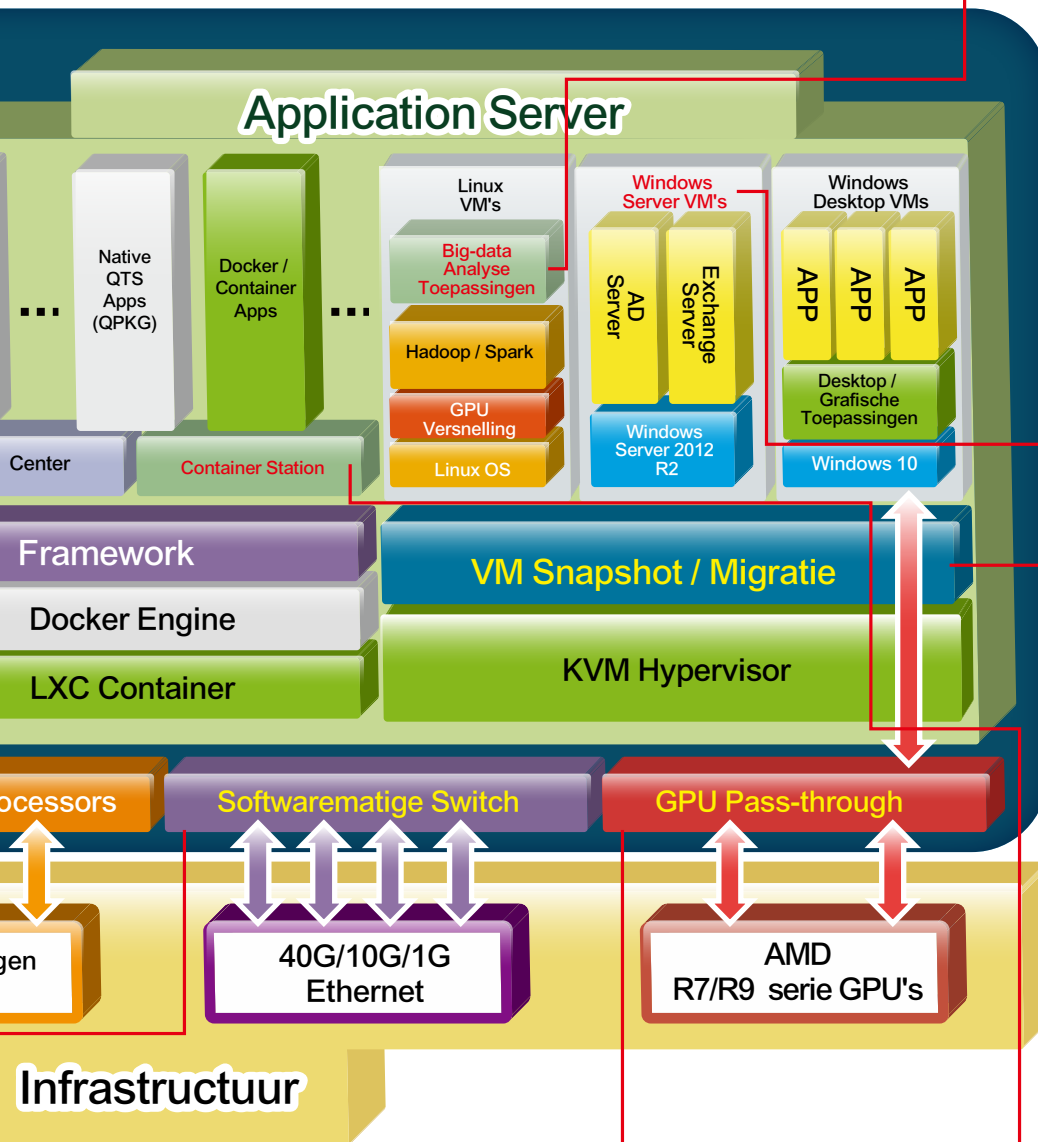 Application Server
...
Native
QTS
Apps
(QPKG)
Docker /
Container
Apps
...
Linux
VM's
Big-data
Analyse
Toepassingen
Hadoop / Spark
GPU
Versnelling
Linux OS
Windows
Server VM's
AD
Server
Exchange
Server
Windows
Server 2012
R2
Windows
Desktop VMs
APP
APP
APP
Desktop /
Grafische
Toepassingen
Windows 10
Center
Container Station
Framework
VM Snapshot / Migratie
Docker Engine
KVM Hypervisor
LXC Container
ocessors
Softwarematige Switch
GPU Pass-through
gen
40G/10G/1G
Ethernet
AMD
R7/R9 serie GPU's
Infrastructuur